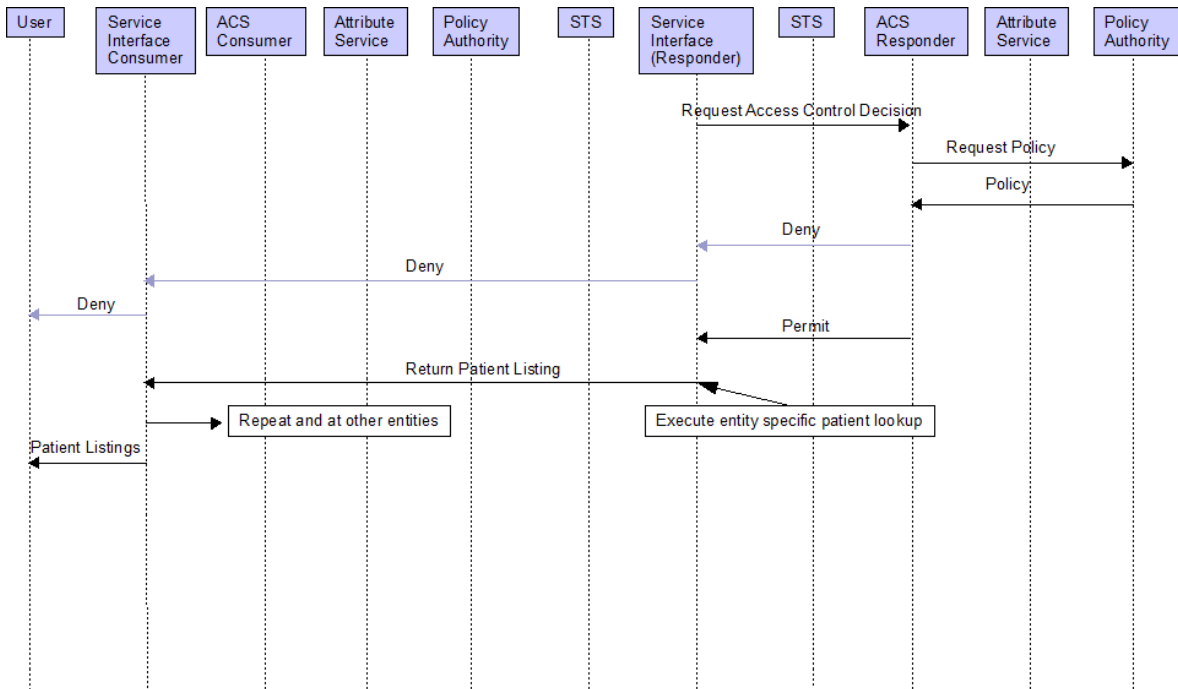 User
Service
Interface
Consumer
ACS
Consumer
Attribute
Service
Policy
Authority
STS
Service
Interface
(Responder)
STS
ACS
Responder
Attribute
Service
Policy
Authority
Request Access Control Decision
Request Policy
Policy
Deny
Deny
Deny
Permit
Return Patient Listing
Repeat and at other entities
Execute entity specific patient lookup
Patient Listings